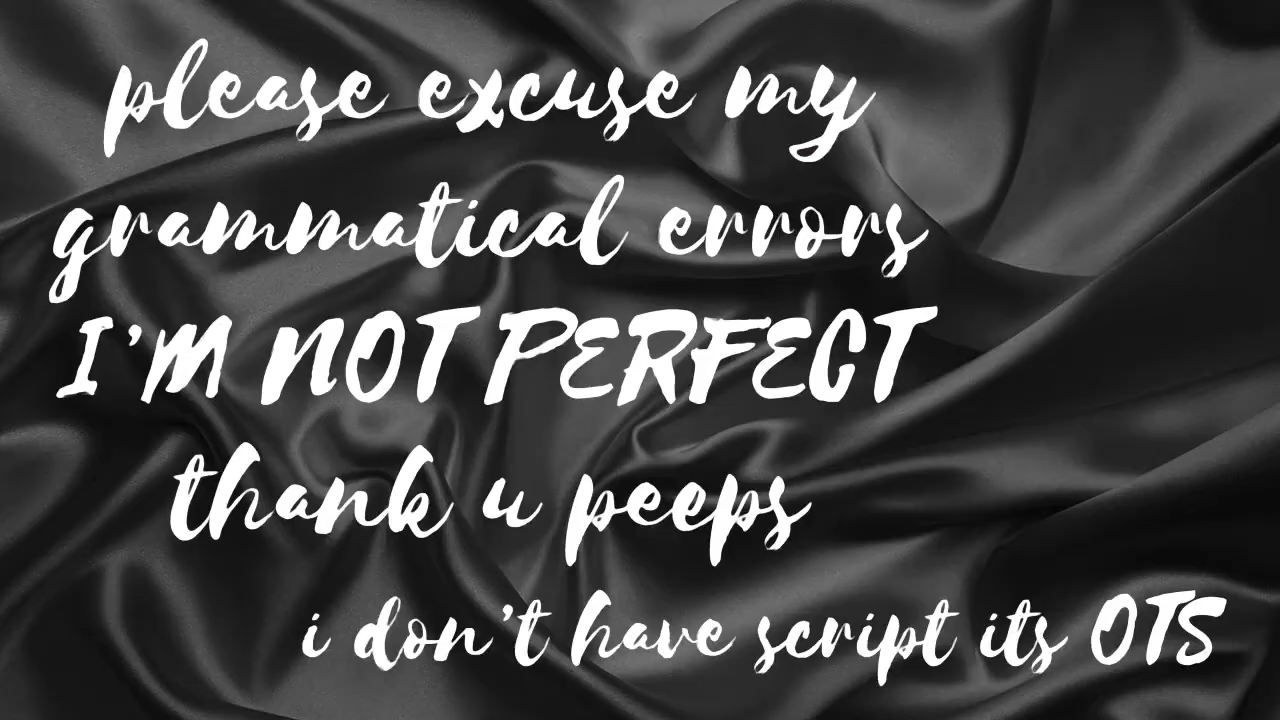 please excuse my
grammatical errors
I'M NOT PERFECT
thank u peeps
i don't have script its OTS